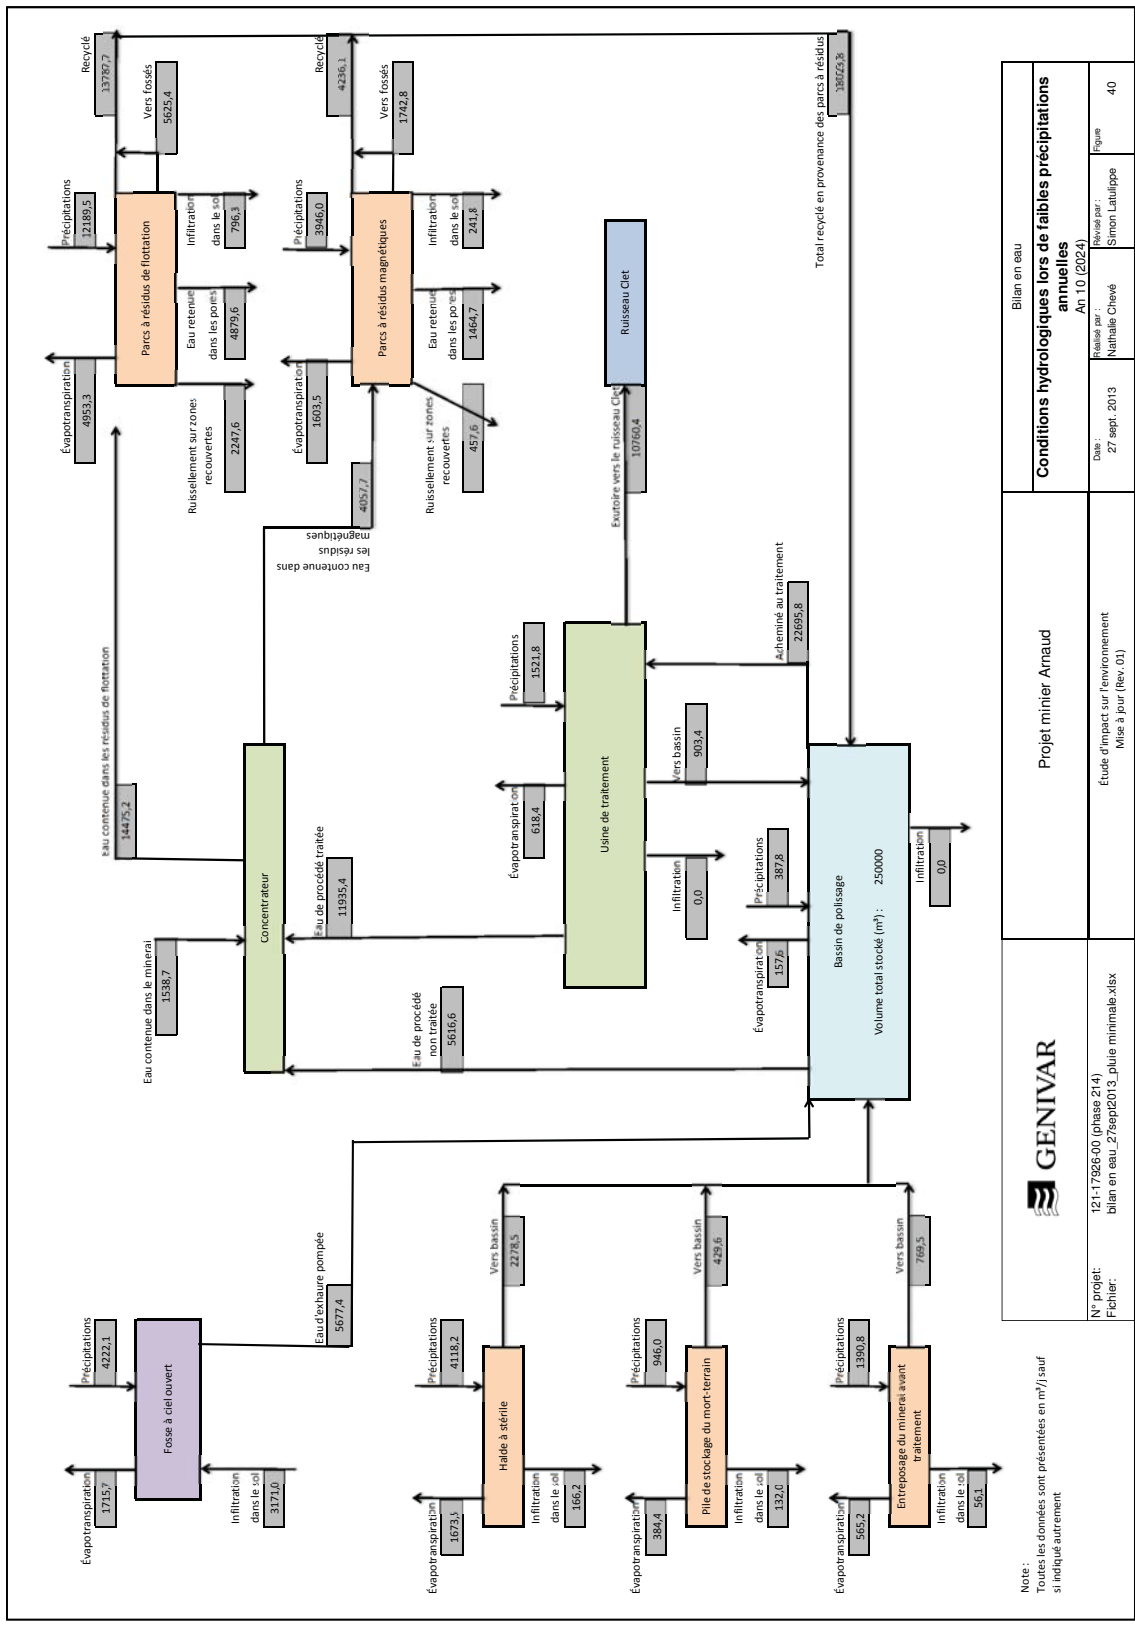 Évapotranspiration
1715,7
Précipitations
4222,1
Fosse à ciel ouvert
Infiltration
dans le sol
3171,0
Eau d'exhaure pompée
5677,4
Évapotranspiration
1673,5
Précipitations
4118,2
Halde à stérile
Infiltration
dans le sol
166,2
Vers bassin
2278,5
Évapotranspiration
384,4
Précipitations
946,0
Pile de stockage du mort-terrain
Infiltration
dans le sol
132,0
Vers bassin
429,6
Évapotranspiration
565,2
Précipitations
1390,8
Entreposage du minerai avant
traitement
Infiltration
dans le sol
56,1
Vers bassin
769,5
Eau contenue dans le minerai
1538,7
Concentrateur
Eau contenue dans les résidus de flottation
14475,2
Eau de procédé traitée
11935,4
Eau de procédé
non traitée
5616,6
Eau contenue dans
les résidus
magnétiques
4057,7
Évapotranspiration
618,4
Précipitations
1521,8
Usine de traitement
Infiltration
0,0
Vers bassin
903,4
Acheminé au traitement
22695,8
Exutoire vers le ruisseau Clet
10760,4
Ruisseau Clet
Évapotranspiration
157,6
Précipitations
387,8
Bassin de polissage
Volume total stocké (m³) : 250000
Infiltration
0,0
Évapotranspiration
4953,3
Précipitations
12189,5
Parcs à résidus de flottation
Ruissellement sur zones
recouvertes
2247,6
Eau retenue
dans les pores
4879,6
Infiltration
dans le sol
796,3
Vers fossés
5625,4
Recyclé
13787,7
Évapotranspiration
1603,5
Précipitations
3946,0
Parcs à résidus magnétiques
Ruissellement sur zones
recouvertes
457,6
Eau retenue
dans les pores
1464,7
Infiltration
dans le sol
241,8
Vers fossés
1742,8
Recyclé
4236,1
Total recyclé en provenance des parcs à résidus
18023,8
Note :
Toutes les données sont présentées en m³/j sauf
si indiqué autrement
GENIVAR
N° projet: 121-17926-00 (phase 214)
Fichier: bilan en eau_27sept2013_pluie minimale.xlsx
Projet minier Arnaud
Étude d'impact sur l'environnement
Mise à jour (Rev. 01)
Bilan en eau
Conditions hydrologiques lors de faibles précipitations
annuelles
An 10 (2024)
Date :
27 sept. 2013
Réalisé par :
Nathalie Chevé
Révisé par :
Simon Latulippe
Figure
40